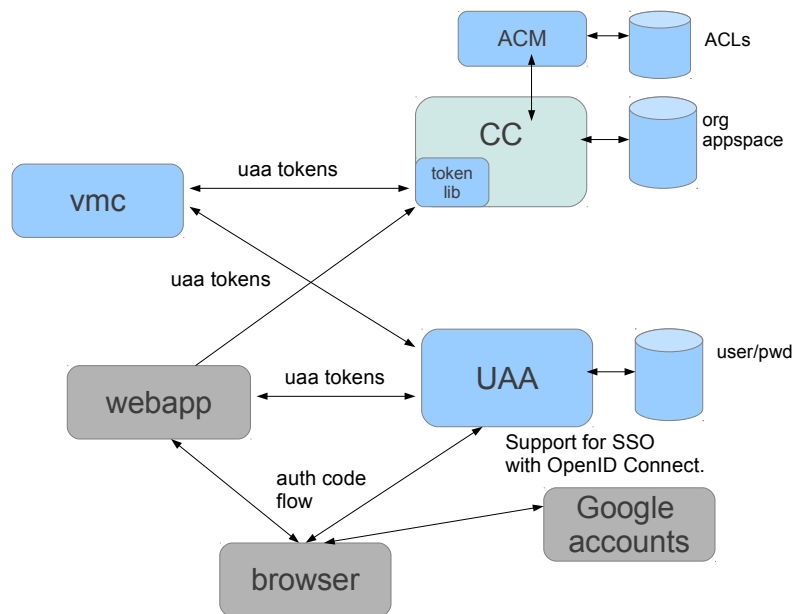 ACM
ACLs
CC
org
appspace
token
lib
uaa tokens
vmc
uaa tokens
UAA
user/pwd
uaa tokens
webapp
Support for SSO
with OpenID Connect.
auth code
flow
Google
accounts
browser